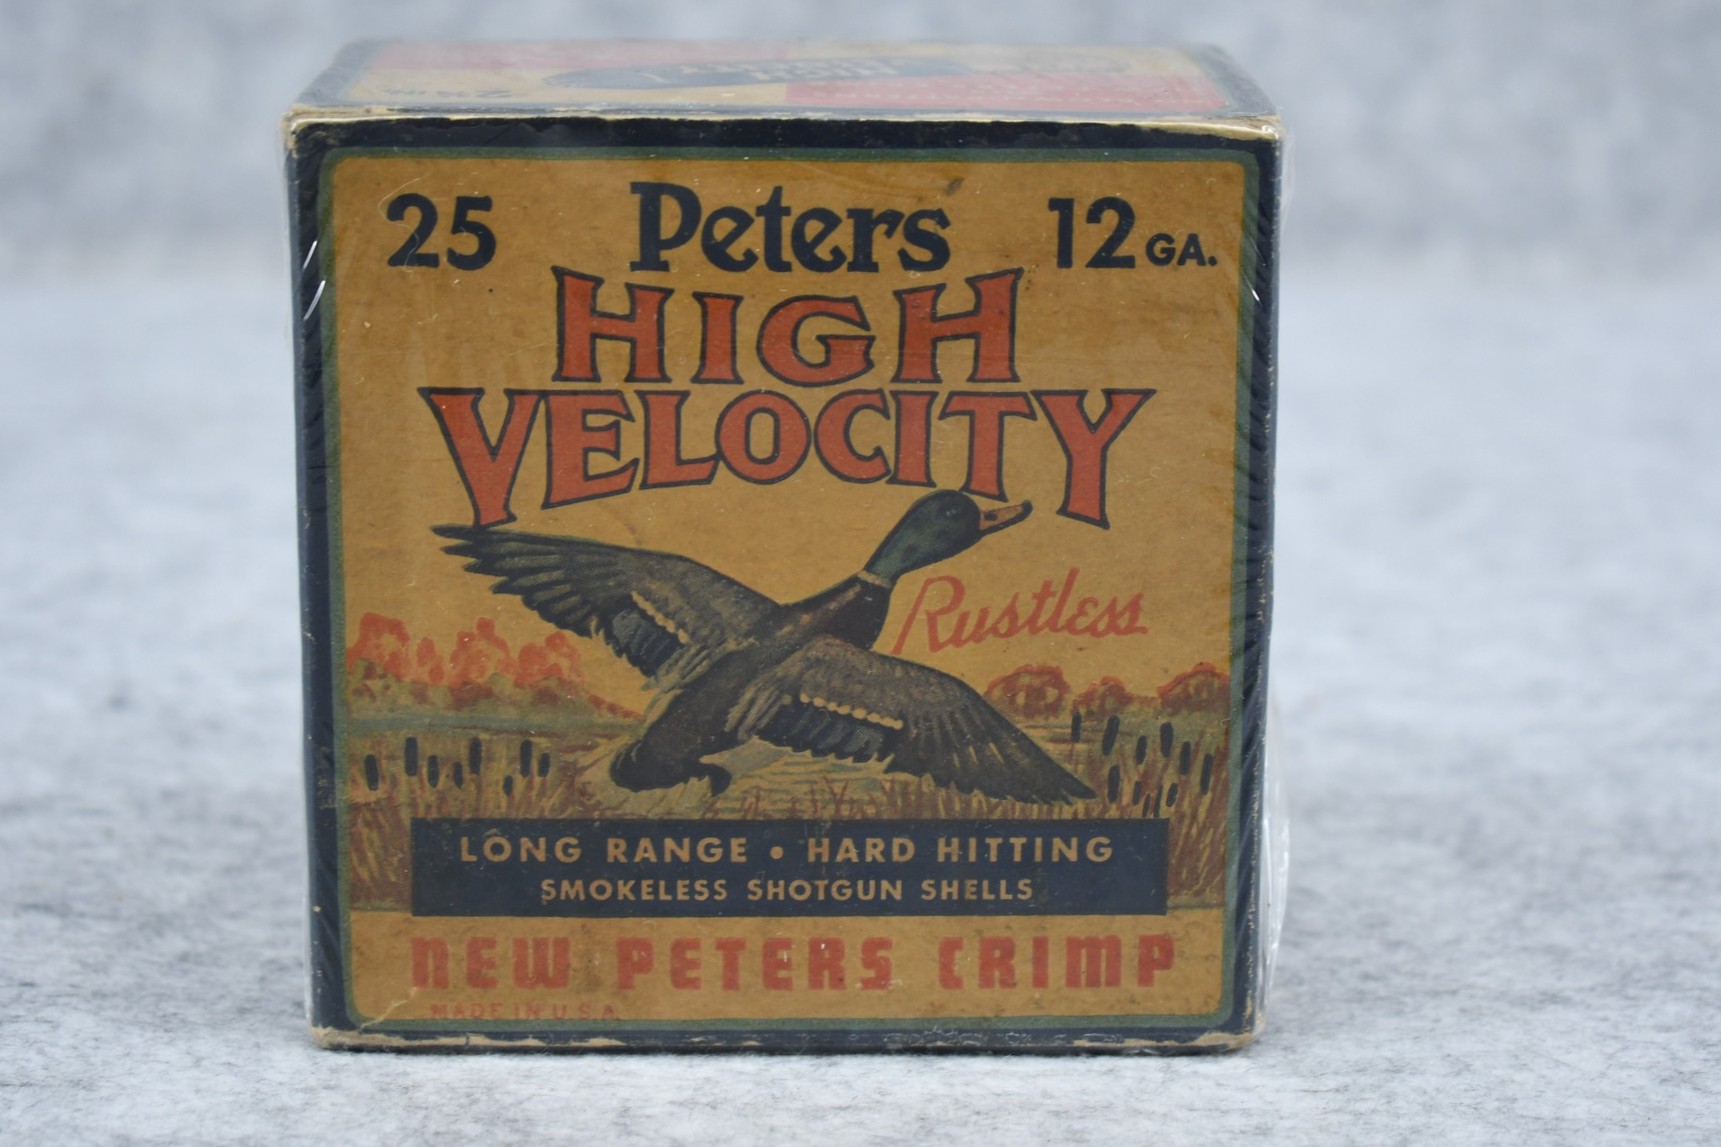 25 Peters 12 GA.
HIGH
VELOCITY
Rustless
LONG RANGE • HARD HITTING
SMOKELESS SHOTGUN SHELLS
NEW PETERS CRIMP
MADE IN U.S.A.